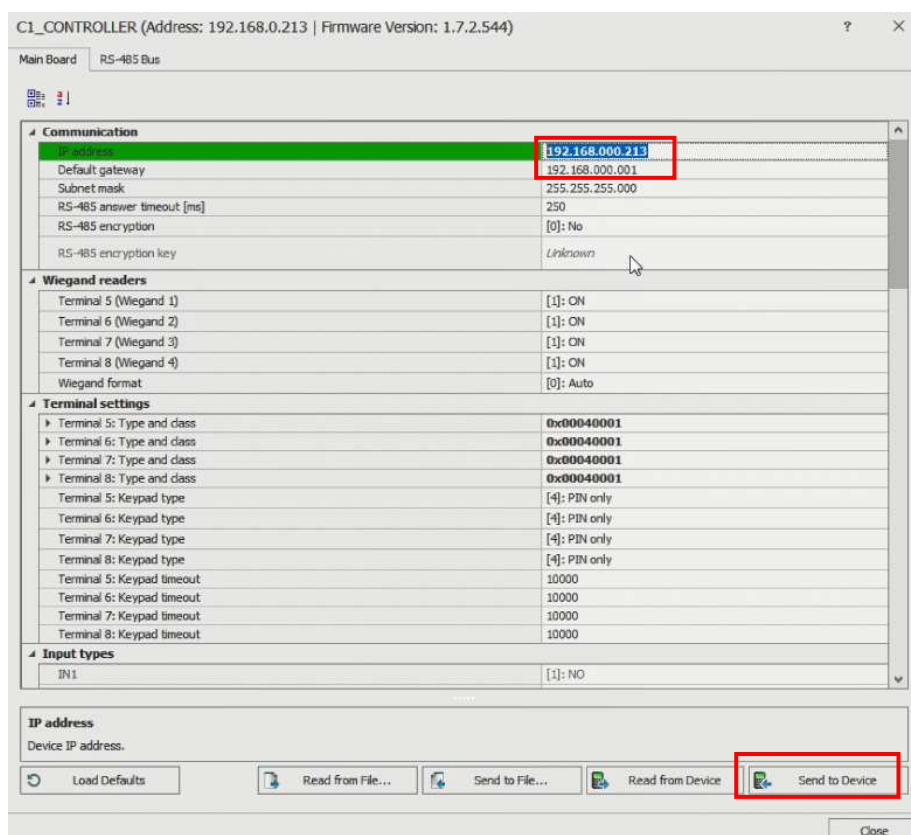 C1_CONTROLLER (Address: 192.168.0.213 | Firmware Version: 1.7.2.544) ? ×
Main Board RS-485 Bus
Communication
IP address 192.168.000.213
Default gateway 192.168.000.001
Subnet mask 255.255.255.000
RS-485 answer timeout [ms] 250
RS-485 encryption [0]: No
RS-485 encryption key Unknown
Wiegand readers
Terminal 5 (Wiegand 1) [1]: ON
Terminal 6 (Wiegand 2) [1]: ON
Terminal 7 (Wiegand 3) [1]: ON
Terminal 8 (Wiegand 4) [1]: ON
Wiegand format [0]: Auto
Terminal settings
Terminal 5: Type and class 0x00040001
Terminal 6: Type and class 0x00040001
Terminal 7: Type and class 0x00040001
Terminal 8: Type and class 0x00040001
Terminal 5: Keypad type [4]: PIN only
Terminal 6: Keypad type [4]: PIN only
Terminal 7: Keypad type [4]: PIN only
Terminal 8: Keypad type [4]: PIN only
Terminal 5: Keypad timeout 10000
Terminal 6: Keypad timeout 10000
Terminal 7: Keypad timeout 10000
Terminal 8: Keypad timeout 10000
Input types
IN1 [1]: NO
IP address
Device IP address.
Load Defaults Read from File... Send to File... Read from Device Send to Device
Close